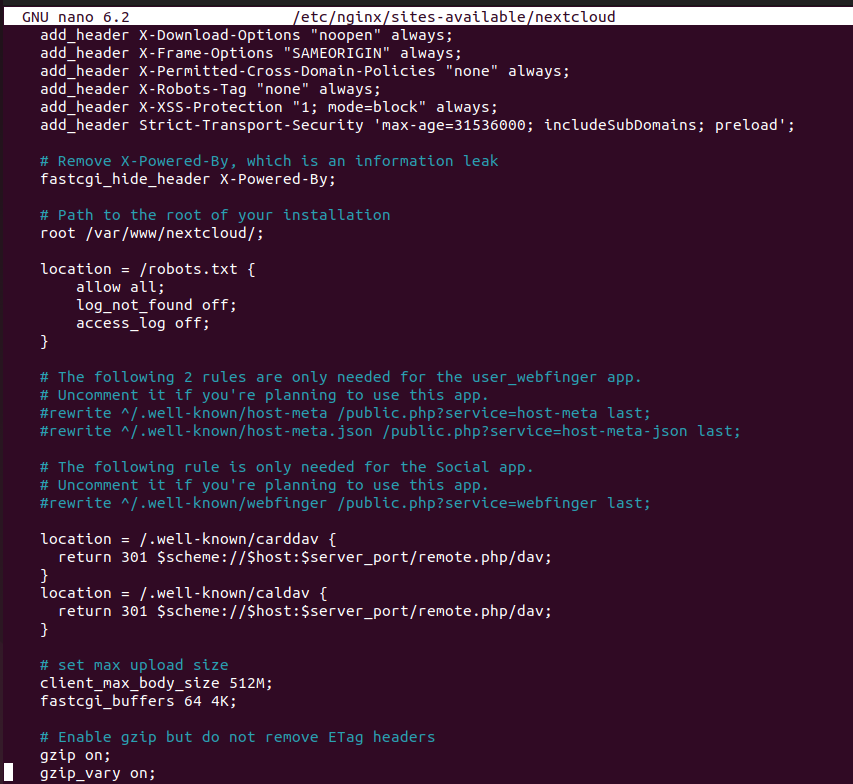 GNU nano 6.2 /etc/nginx/sites-available/nextcloud
add_header X-Download-Options "noopen" always;
add_header X-Frame-Options "SAMEORIGIN" always;
add_header X-Permitted-Cross-Domain-Policies "none" always;
add_header X-Robots-Tag "none" always;
add_header X-XSS-Protection "1; mode=block" always;
add_header Strict-Transport-Security 'max-age=31536000; includeSubDomains; preload';
# Remove X-Powered-By, which is an information leak
fastcgi_hide_header X-Powered-By;
# Path to the root of your installation
root /var/www/nextcloud/;
location = /robots.txt {
allow all;
log_not_found off;
access_log off;
}
# The following 2 rules are only needed for the user_webfinger app.
# Uncomment it if you're planning to use this app.
#rewrite ^/.well-known/host-meta /public.php?service=host-meta last;
#rewrite ^/.well-known/host-meta.json /public.php?service=host-meta-json last;
# The following rule is only needed for the Social app.
# Uncomment it if you're planning to use this app.
#rewrite ^/.well-known/webfinger /public.php?service=webfinger last;
location = /.well-known/carddav {
return 301 $scheme://$host:$server_port/remote.php/dav;
}
location = /.well-known/caldav {
return 301 $scheme://$host:$server_port/remote.php/dav;
}
# set max upload size
client_max_body_size 512M;
fastcgi_buffers 64 4K;
# Enable gzip but do not remove ETag headers
gzip on;
gzip_vary on;